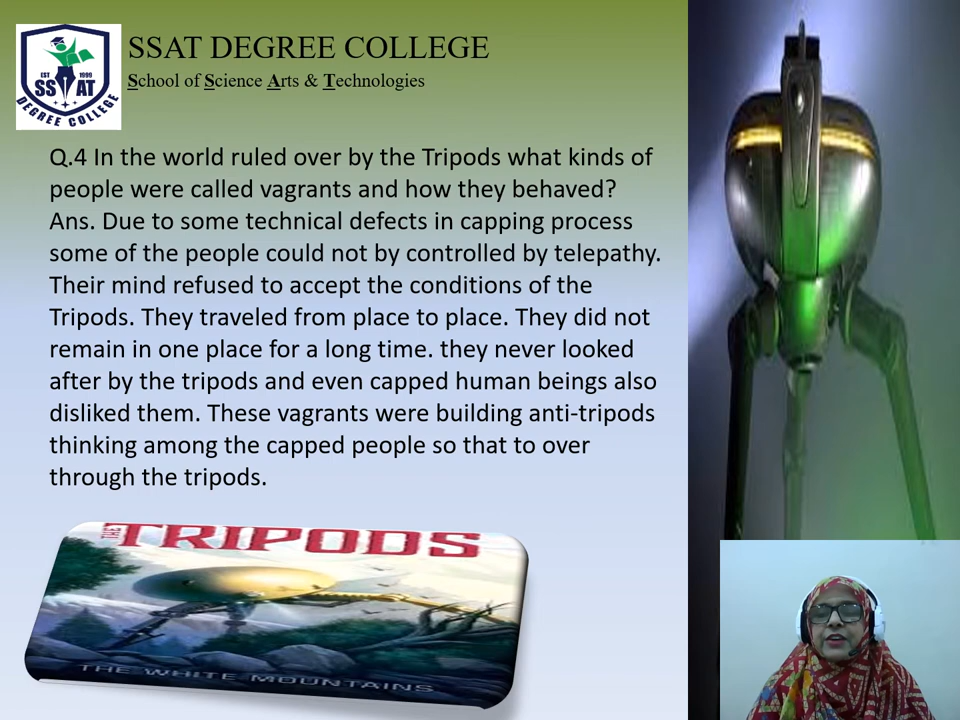 SSAT DEGREE COLLEGE
School of Science Arts & Technologies
EST 1999
SSAT
DEGREE COLLEGE
Q.4 In the world ruled over by the Tripods what kinds of
people were called vagrants and how they behaved?
Ans. Due to some technical defects in capping process
some of the people could not by controlled by telepathy.
Their mind refused to accept the conditions of the
Tripods. They traveled from place to place. They did not
remain in one place for a long time. they never looked
after by the tripods and even capped human beings also
disliked them. These vagrants were building anti-tripods
thinking among the capped people so that to over
through the tripods.
THE TRIPODS
THE WHITE MOUNTAINS